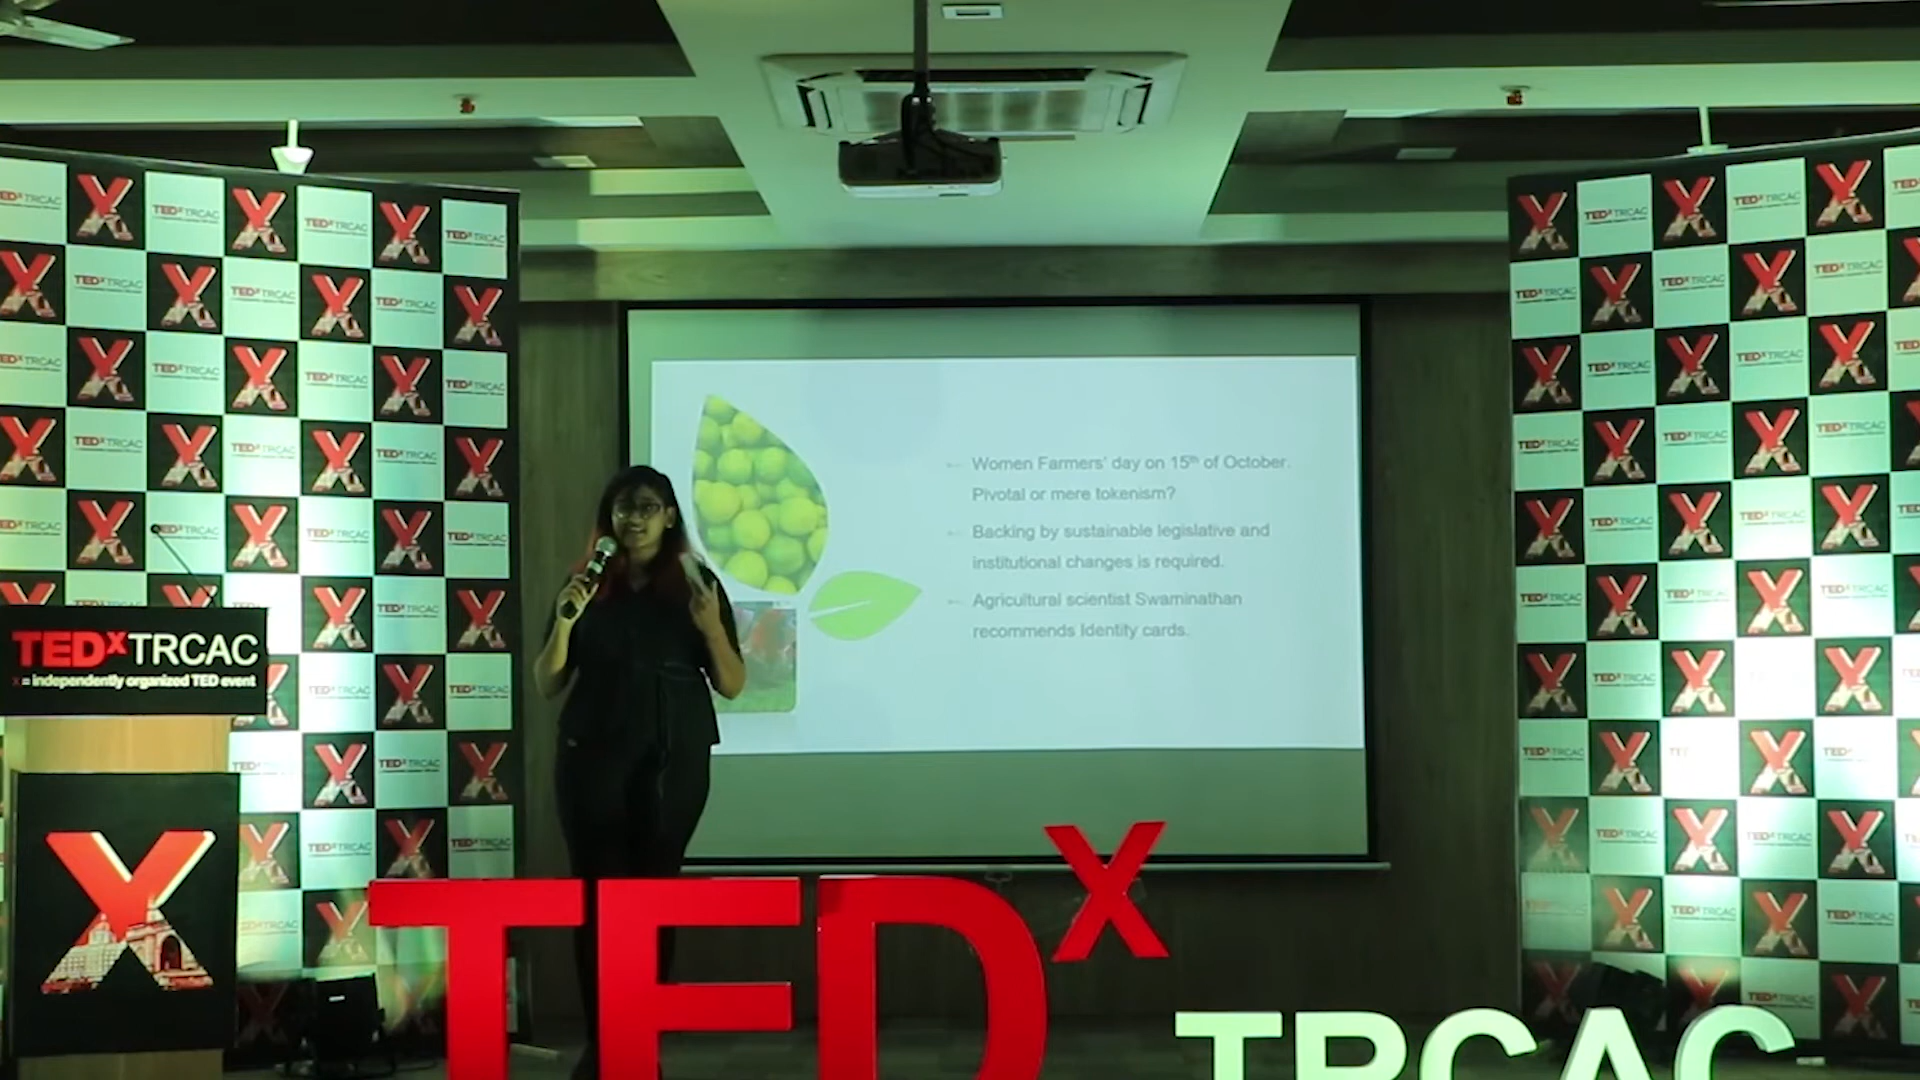 Women Farmers' day on 15th of October.
Pivotal or mere tokenism?
Backing by sustainable legislative and
institutional changes is required.
Agricultural scientist Swaminathan
recommends Identity cards.
TEDxTRCAC
x = independently organized TED event
X
TEDx
TRCAC